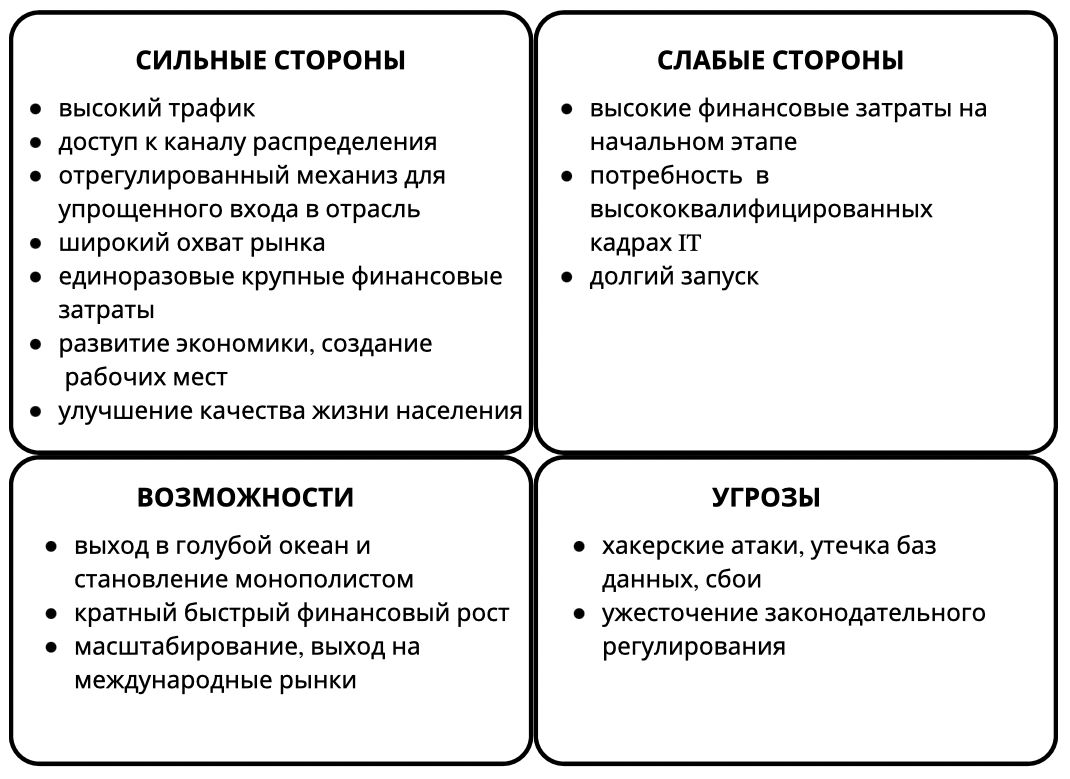 СИЛЬНЫЕ СТОРОНЫ
● высокий трафик
● доступ к каналу распределения
● отрегулированный механиз для
упрощенного входа в отрасль
● широкий охват рынка
● единоразовые крупные финансовые
затраты
● развитие экономики, создание
рабочих мест
● улучшение качества жизни населения
СЛАБЫЕ СТОРОНЫ
● высокие финансовые затраты на
начальном этапе
● потребность в
высококвалифицированных
кадрах IT
● долгий запуск
ВОЗМОЖНОСТИ
● выход в голубой океан и
становление монополистом
● кратный быстрый финансовый рост
● масштабирование, выход на
международные рынки
УГРОЗЫ
● хакерские атаки, утечка баз
данных, сбои
● ужесточение законодательного
регулирования